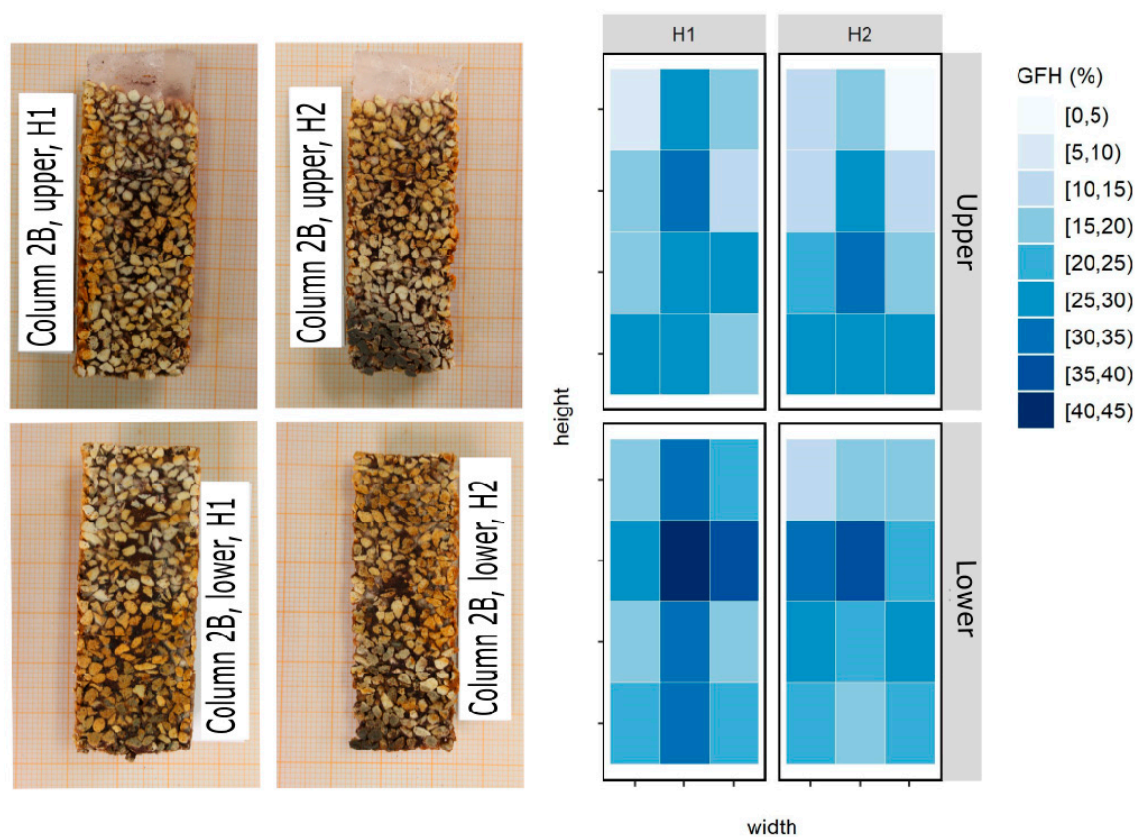 Column 2B, upper, H1
Column 2B, upper, H2
Column 2B, lower, H1
Column 2B, lower, H2
H1
H2
Upper
Lower
height
width
GFH (%)
[0,5)
[5,10)
[10,15)
[15,20)
[20,25)
[25,30)
[30,35)
[35,40)
[40,45)